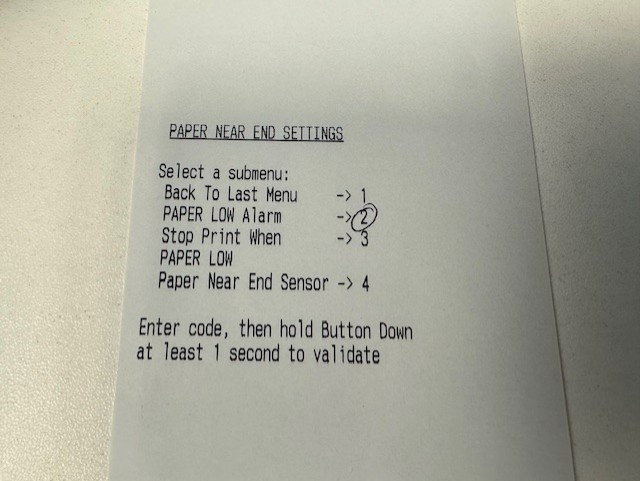 PAPER NEAR END SETTINGS
Select a submenu:
Back To Last Menu -> 1
PAPER LOW Alarm -> 2
Stop Print When -> 3
PAPER LOW
Paper Near End Sensor -> 4
Enter code, then hold Button Down
at least 1 second to validate